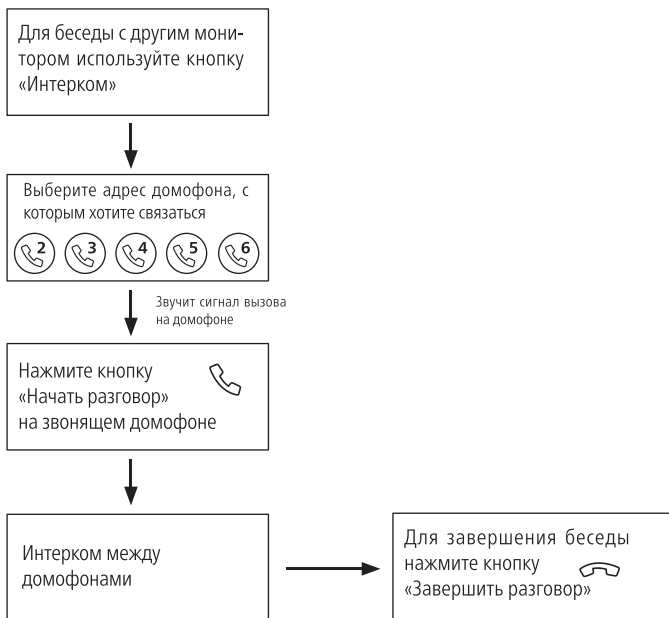 Для беседы с другим мони-
тором используйте кнопку
«Интерком»
Выберите адрес домофона, с
которым хотите связаться
2 3 4 5 6
Звучит сигнал вызова
на домофоне
Нажмите кнопку
«Начать разговор»
на звонящем домофоне
Интерком между
домофонами
Для завершения беседы
нажмите кнопку
«Завершить разговор»